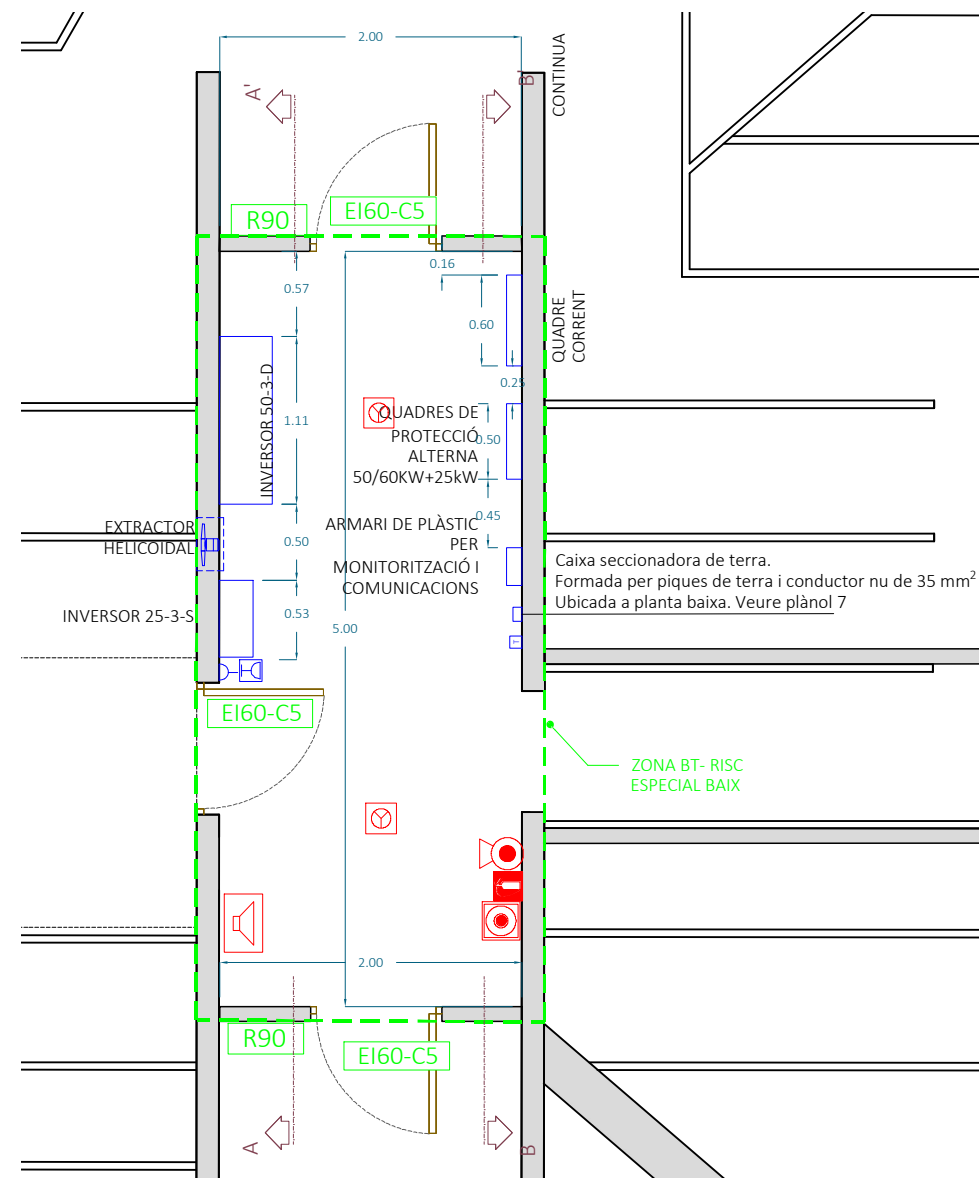 2.00
A'
B'
CONTINUA
R90
EI60-C5
0.16
0.57
0.60
QUADRE
CORRENT
0.25
INVERSOR 50-3-D
1.11
QUADRES DE
PROTECCIÓ
ALTERNA
50/60KW+25kW
0.50
0.45
EXTRACTOR
HELICOIDAL
0.50
ARMARI DE PLÀSTIC
PER
MONITORITZACIÓ I
COMUNICACIONS
Caixa seccionadora de terra.
Formada per piques de terra i conductor nu de 35 mm²
Ubicada a planta baixa. Veure plànol 7
INVERSOR 25-3-S
0.53
5.00
T
EI60-C5
ZONA BT- RISC
ESPECIAL BAIX
2.00
R90
EI60-C5
A
B